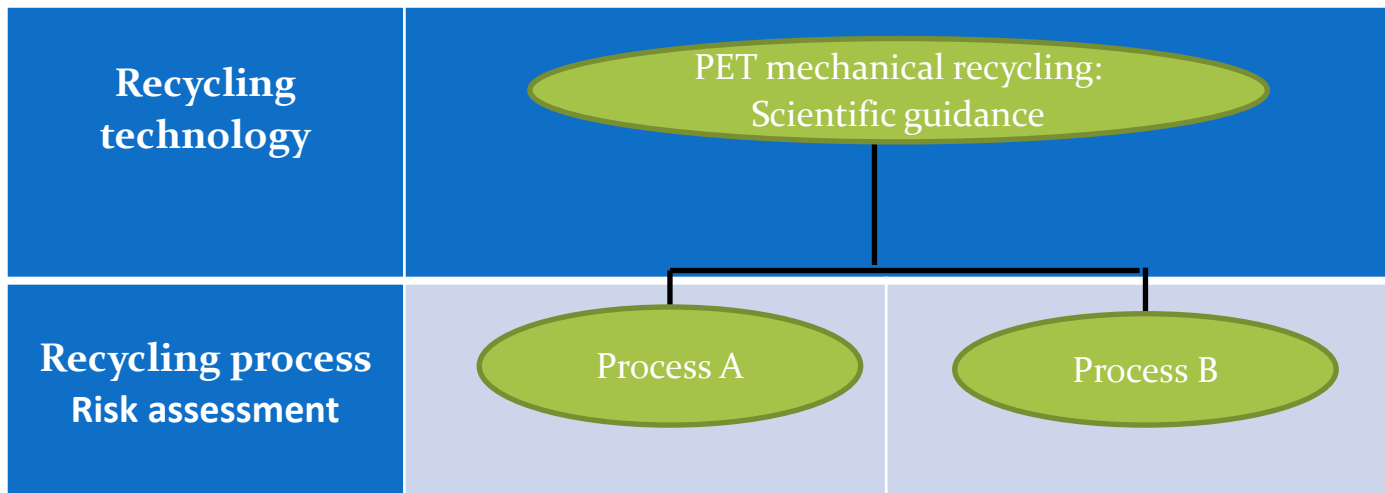 Recycling
technology
PET mechanical recycling:
Scientific guidance
Recycling process
Risk assessment
Process A
Process B